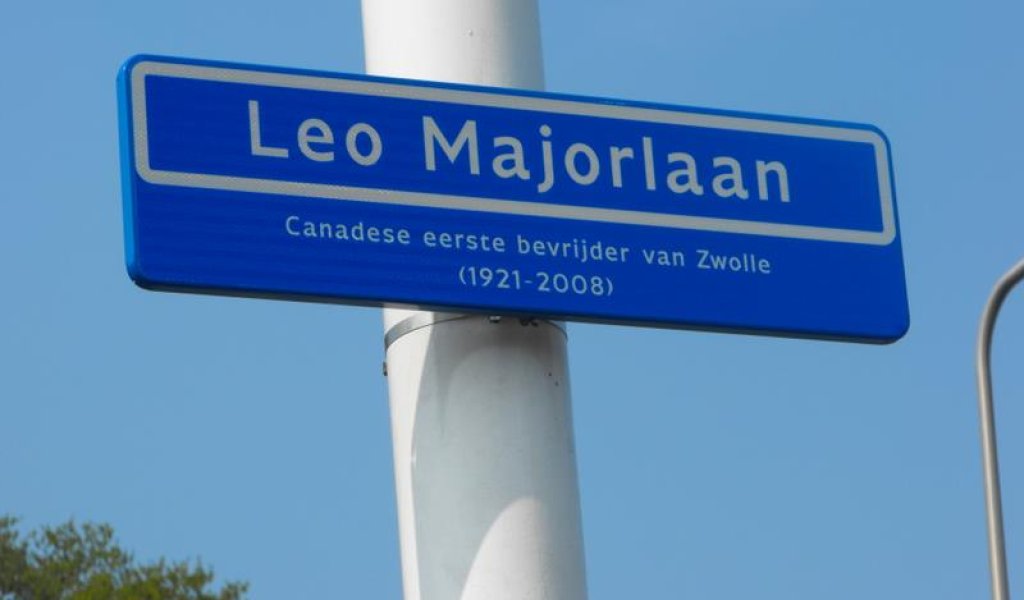 Leo Majorlaan
Canadese eerste bevrijder van Zwolle
(1921-2008)